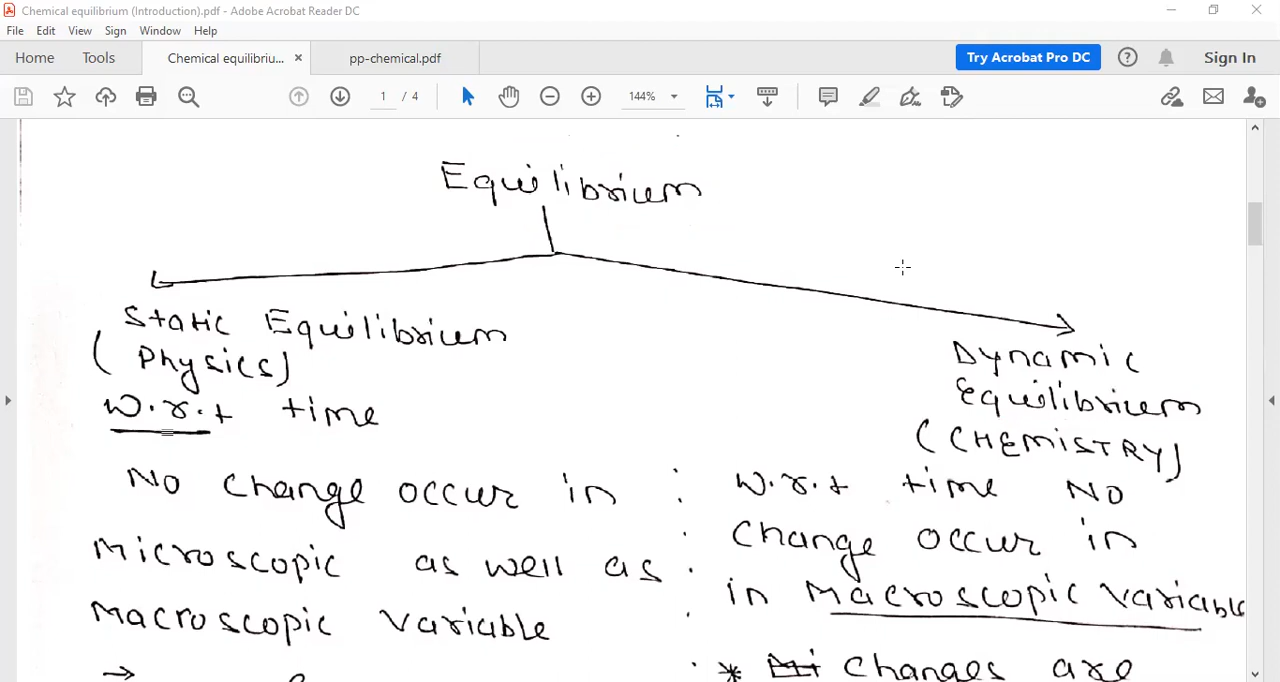 Chemical equilibrium (Introduction).pdf - Adobe Acrobat Reader DC
File Edit View Sign Window Help
Home Tools Chemical equilibriu... × pp-chemical.pdf Try Acrobat Pro DC Sign In
1 / 4 144%
Equilibrium
Static Equilibrium
(Physics)
w.r.t time
No change occur in
Microscopic as well as
Macroscopic variable
→
Dynamic
Equilibrium
(CHEMISTRY)
w.r.t time No
change occur in
in Macroscopic variable
* changes are